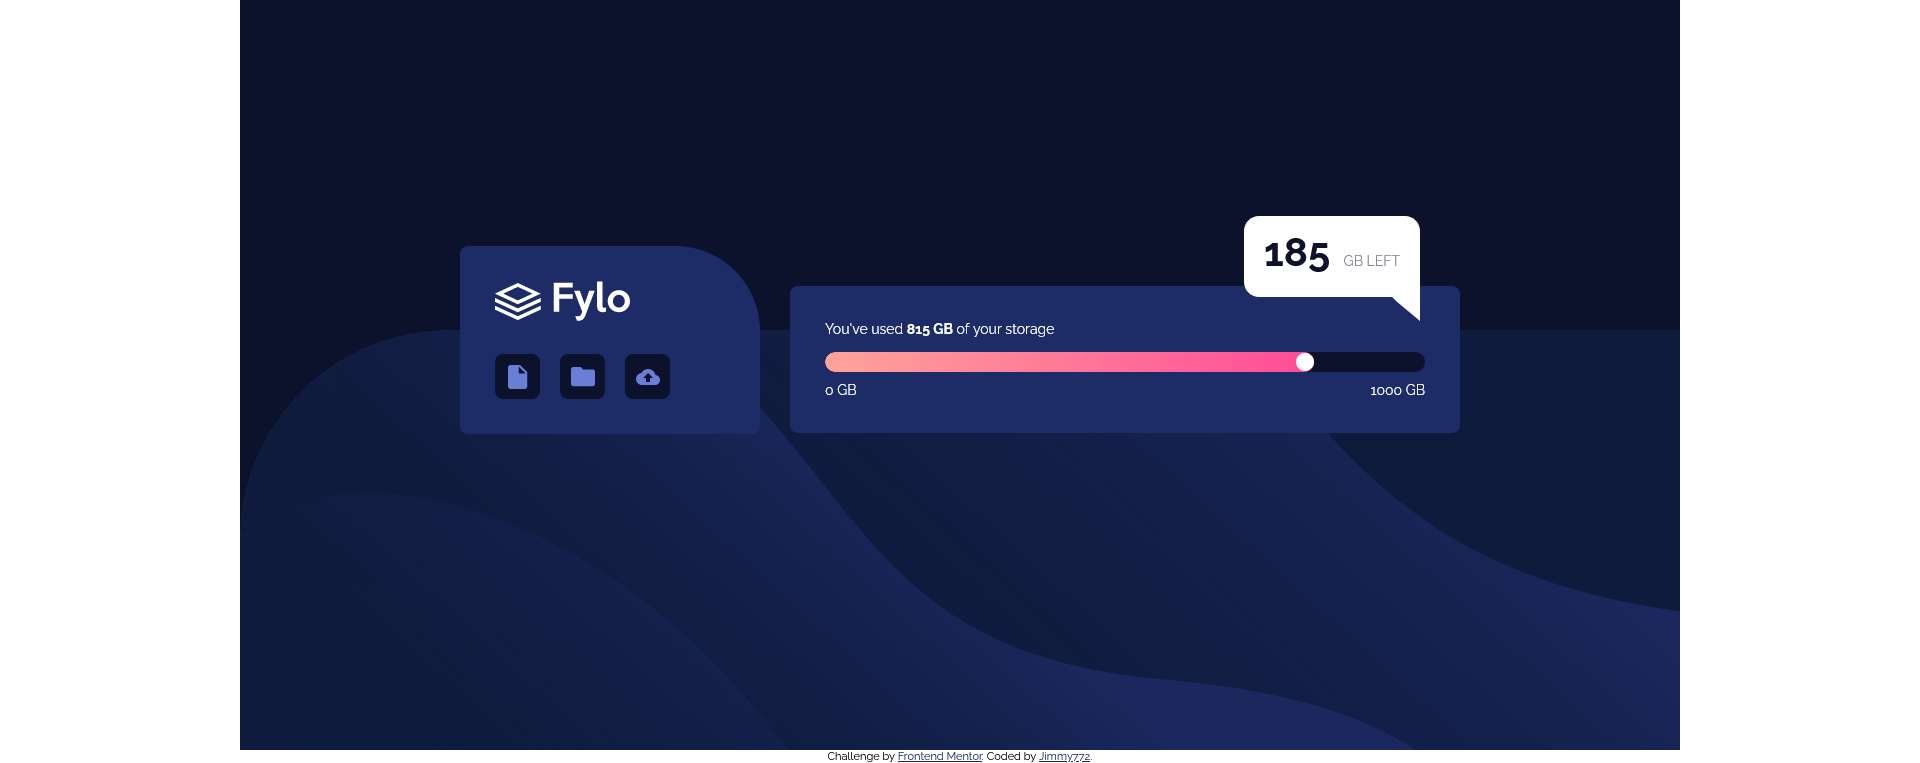 Fylo
185 GB LEFT
You've used 815 GB of your storage
0 GB 1000 GB
Challenge by Frontend Mentor. Coded by Jimmy772.